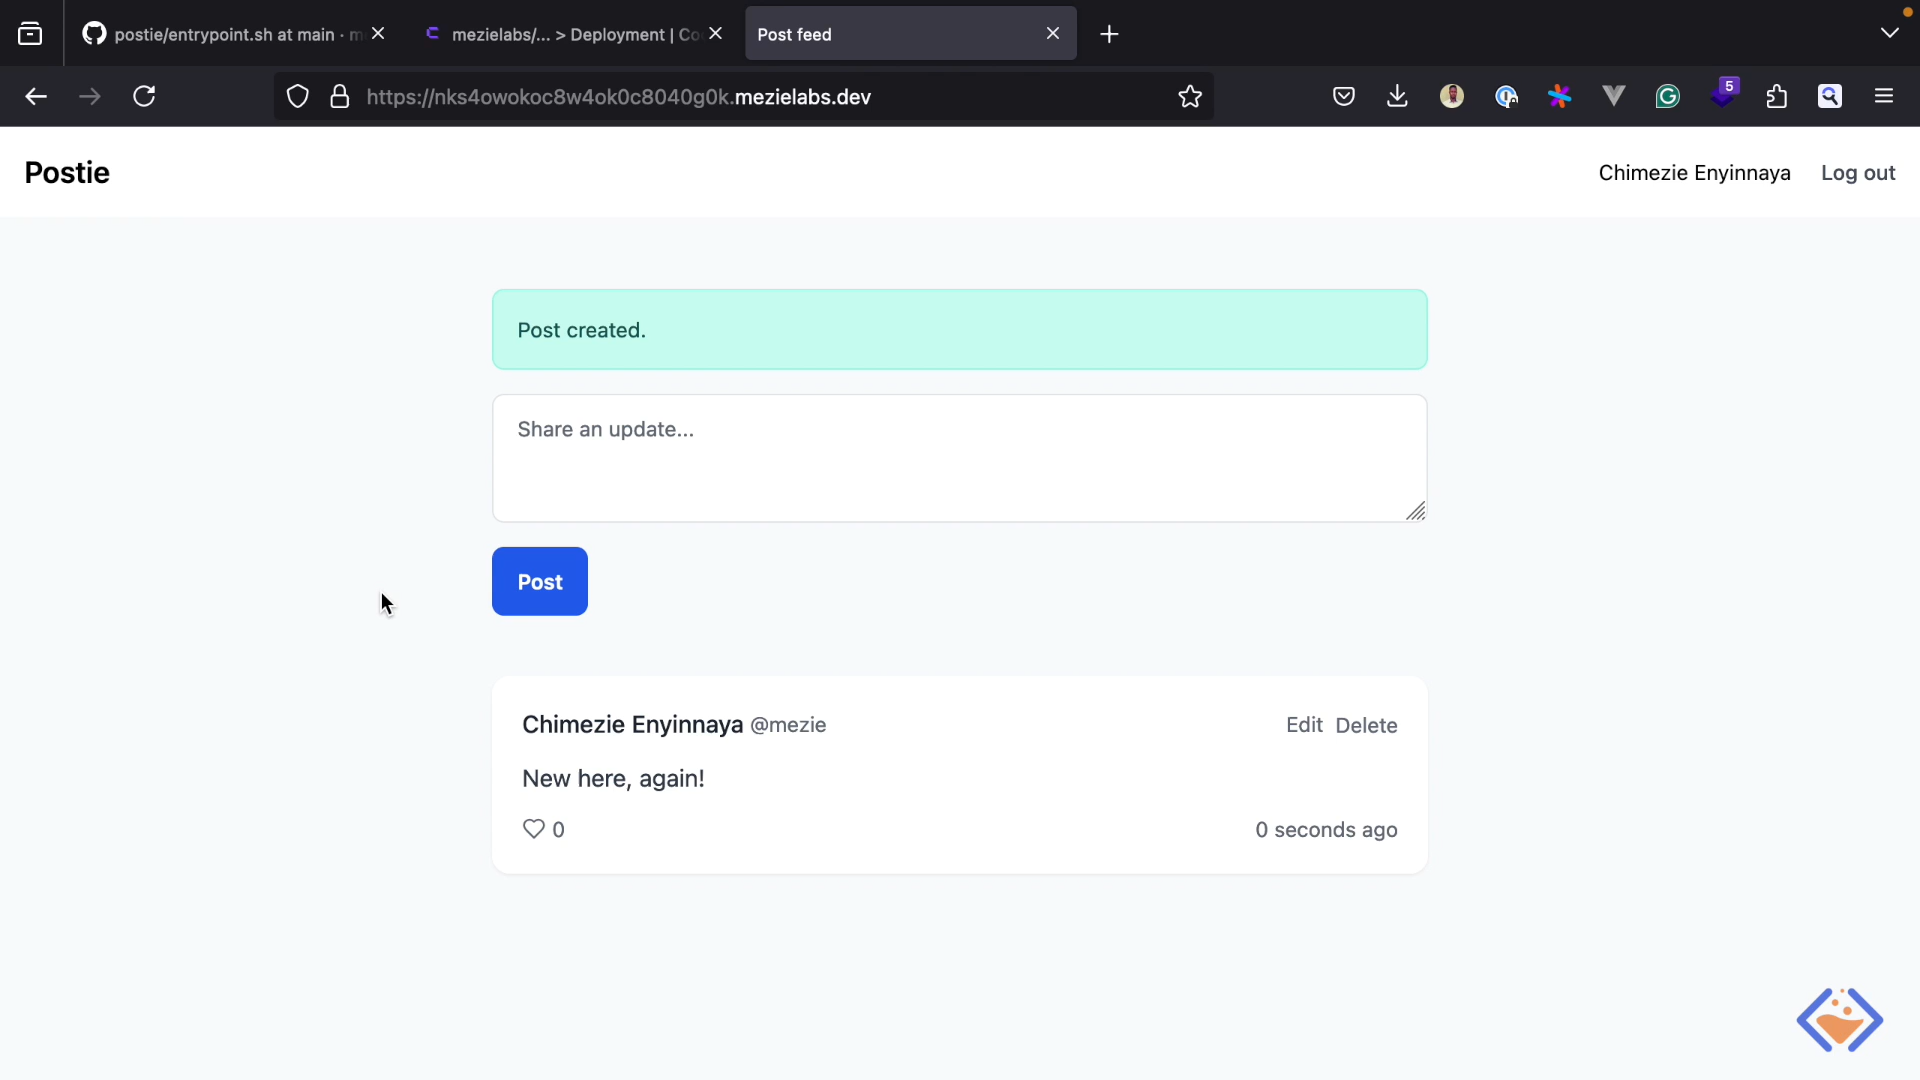 postie/entrypoint.sh at main · m
mezielabs/... > Deployment | Co
Post feed
https://nks4owokoc8w4ok0c8040g0k.mezielabs.dev
5
Postie
Chimezie Enyinnaya
Log out
Post created.
Share an update...
Post
Chimezie Enyinnaya @mezie
Edit Delete
New here, again!
0
0 seconds ago